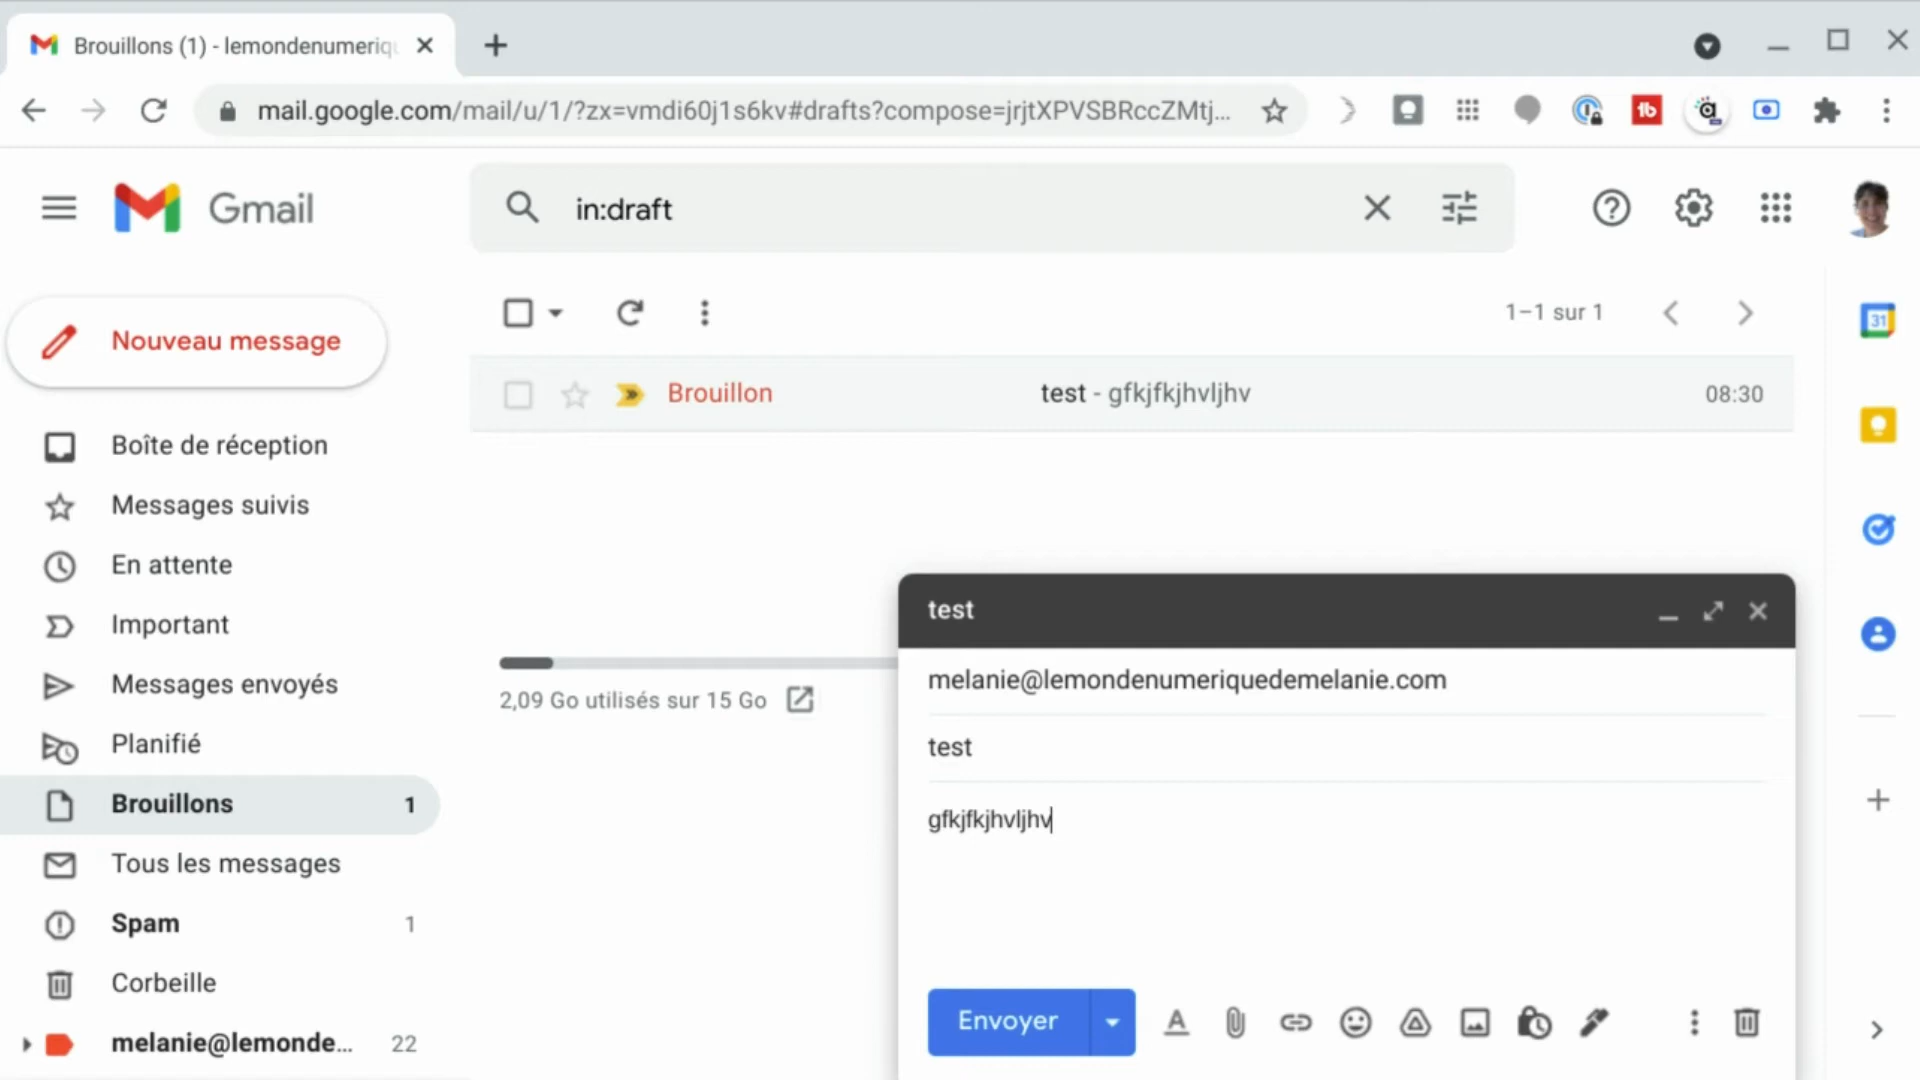 Brouillons (1) - lemondenumeriqu
mail.google.com/mail/u/1/?zx=vmdi60j1s6kv#drafts?compose=jrjtXPVSBRccZMtj...
Gmail
in:draft
Nouveau message
1–1 sur 1
Brouillon test - gfkjfkjhvljhv 08:30
Boîte de réception
Messages suivis
En attente
Important
Messages envoyés
Planifié
Brouillons 1
Tous les messages
Spam 1
Corbeille
melanie@lemonde... 22
2,09 Go utilisés sur 15 Go
test
melanie@lemondenumeriquedemelanie.com
test
gfkjfkjhvljhv
Envoyer
31